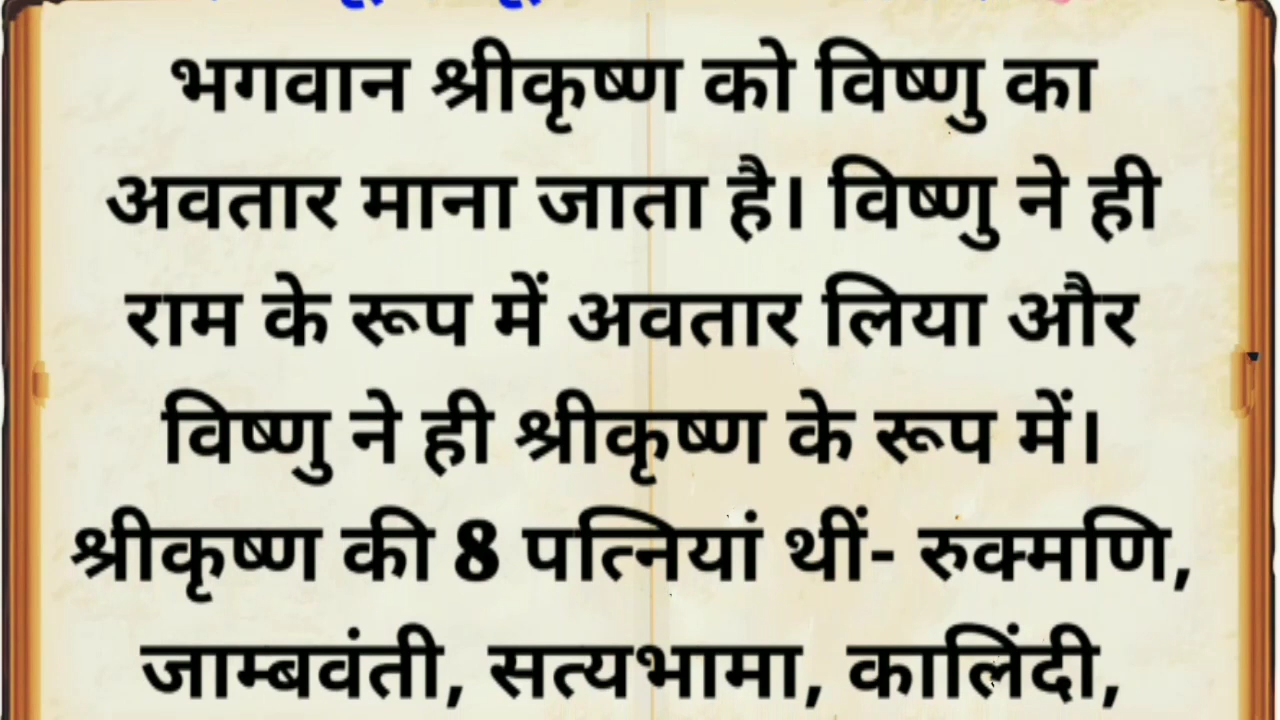 भगवान श्रीकृष्ण को विष्णु का
अवतार माना जाता है। विष्णु ने ही
राम के रूप में अवतार लिया और
विष्णु ने ही श्रीकृष्ण के रूप में।
श्रीकृष्ण की 8 पत्नियां थीं- रुक्मणि,
जाम्बवंती, सत्यभामा, कालिंदी,